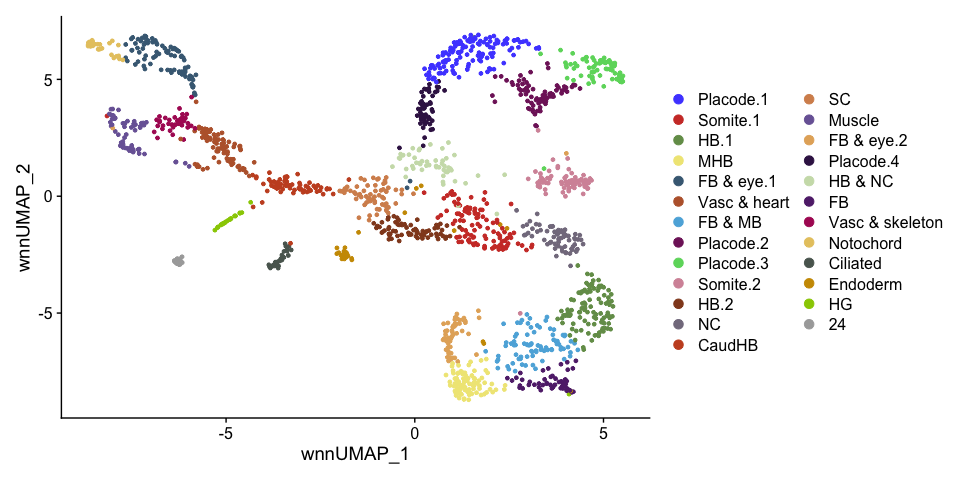 wnnUMAP_2
5
0
-5
-5
0
5
wnnUMAP_1
Placode.1
Somite.1
HB.1
MHB
FB & eye.1
Vasc & heart
FB & MB
Placode.2
Placode.3
Somite.2
HB.2
NC
CaudHB
SC
Muscle
FB & eye.2
Placode.4
HB & NC
FB
Vasc & skeleton
Notochord
Ciliated
Endoderm
HG
24